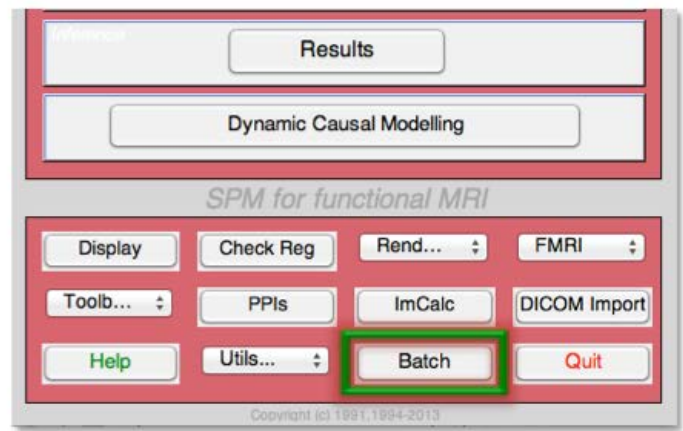 Inference
Results
Dynamic Causal Modelling
SPM for functional MRI
Display Check Reg Rend... FMRI
Toolb... PPIs ImCalc DICOM Import
Help Utils... Batch Quit
Copyright (c) 1991,1994-2013